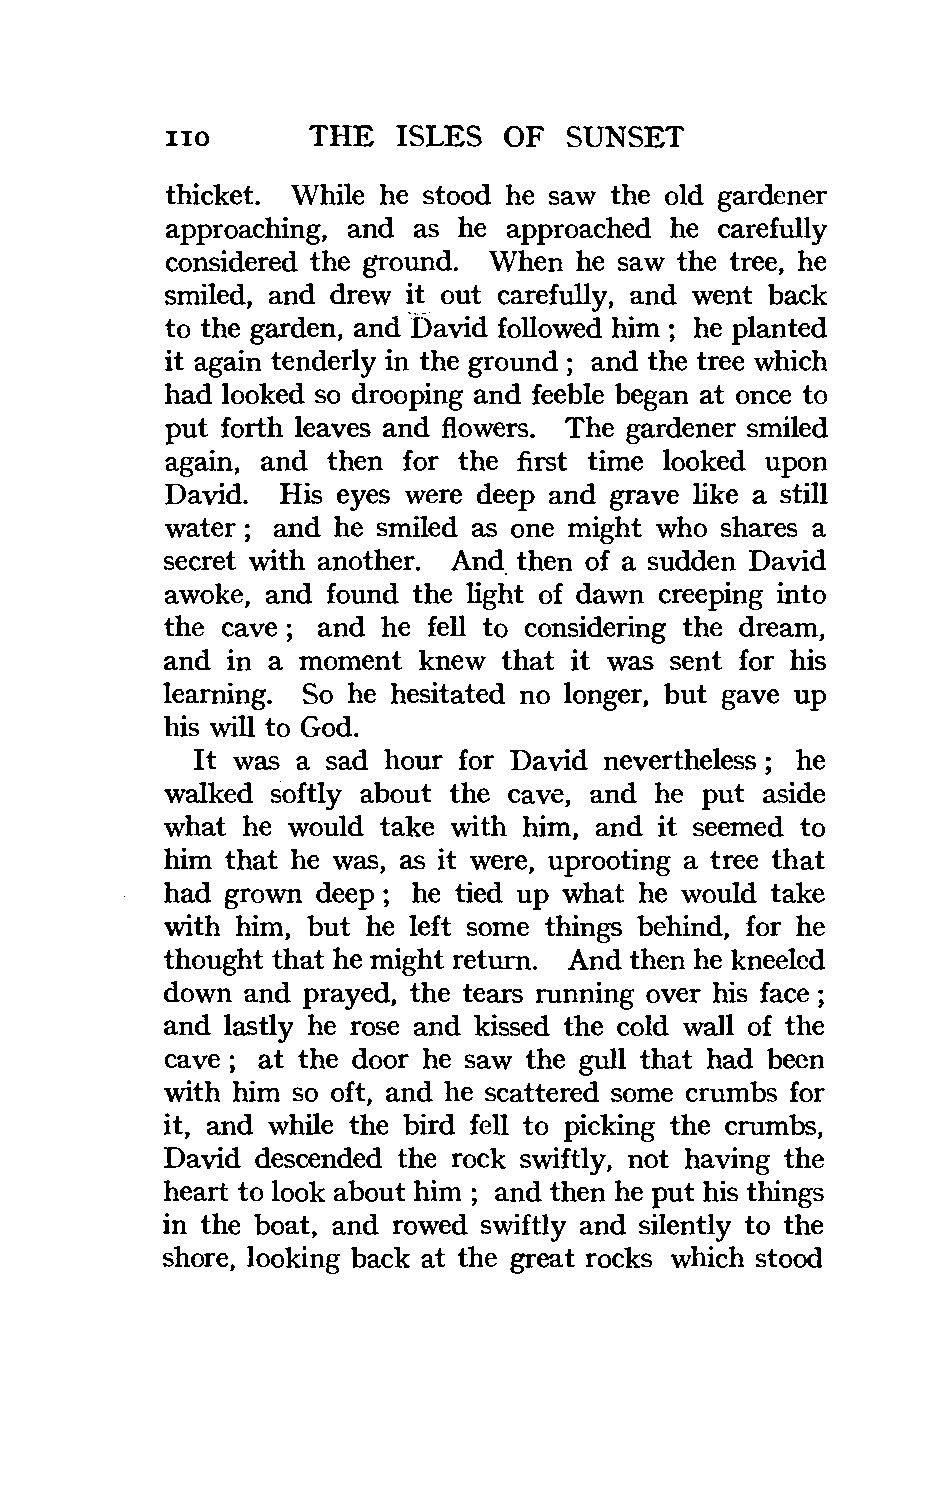 110 THE ISLES OF SUNSET
thicket. While he stood he saw the old gardener
approaching, and as he approached he carefully
considered the ground. When he saw the tree, he
smiled, and drew it out carefully, and went back
to the garden, and David followed him ; he planted
it again tenderly in the ground ; and the tree which
had looked so drooping and feeble began at once to
put forth leaves and flowers. The gardener smiled
again, and then for the first time looked upon
David. His eyes were deep and grave like a still
water ; and he smiled as one might who shares a
secret with another. And then of a sudden David
awoke, and found the light of dawn creeping into
the cave ; and he fell to considering the dream,
and in a moment knew that it was sent for his
learning. So he hesitated no longer, but gave up
his will to God.
It was a sad hour for David nevertheless ; he
walked softly about the cave, and he put aside
what he would take with him, and it seemed to
him that he was, as it were, uprooting a tree that
had grown deep ; he tied up what he would take
with him, but he left some things behind, for he
thought that he might return. And then he kneeled
down and prayed, the tears running over his face ;
and lastly he rose and kissed the cold wall of the
cave ; at the door he saw the gull that had been
with him so oft, and he scattered some crumbs for
it, and while the bird fell to picking the crumbs,
David descended the rock swiftly, not having the
heart to look about him ; and then he put his things
in the boat, and rowed swiftly and silently to the
shore, looking back at the great rocks which stood